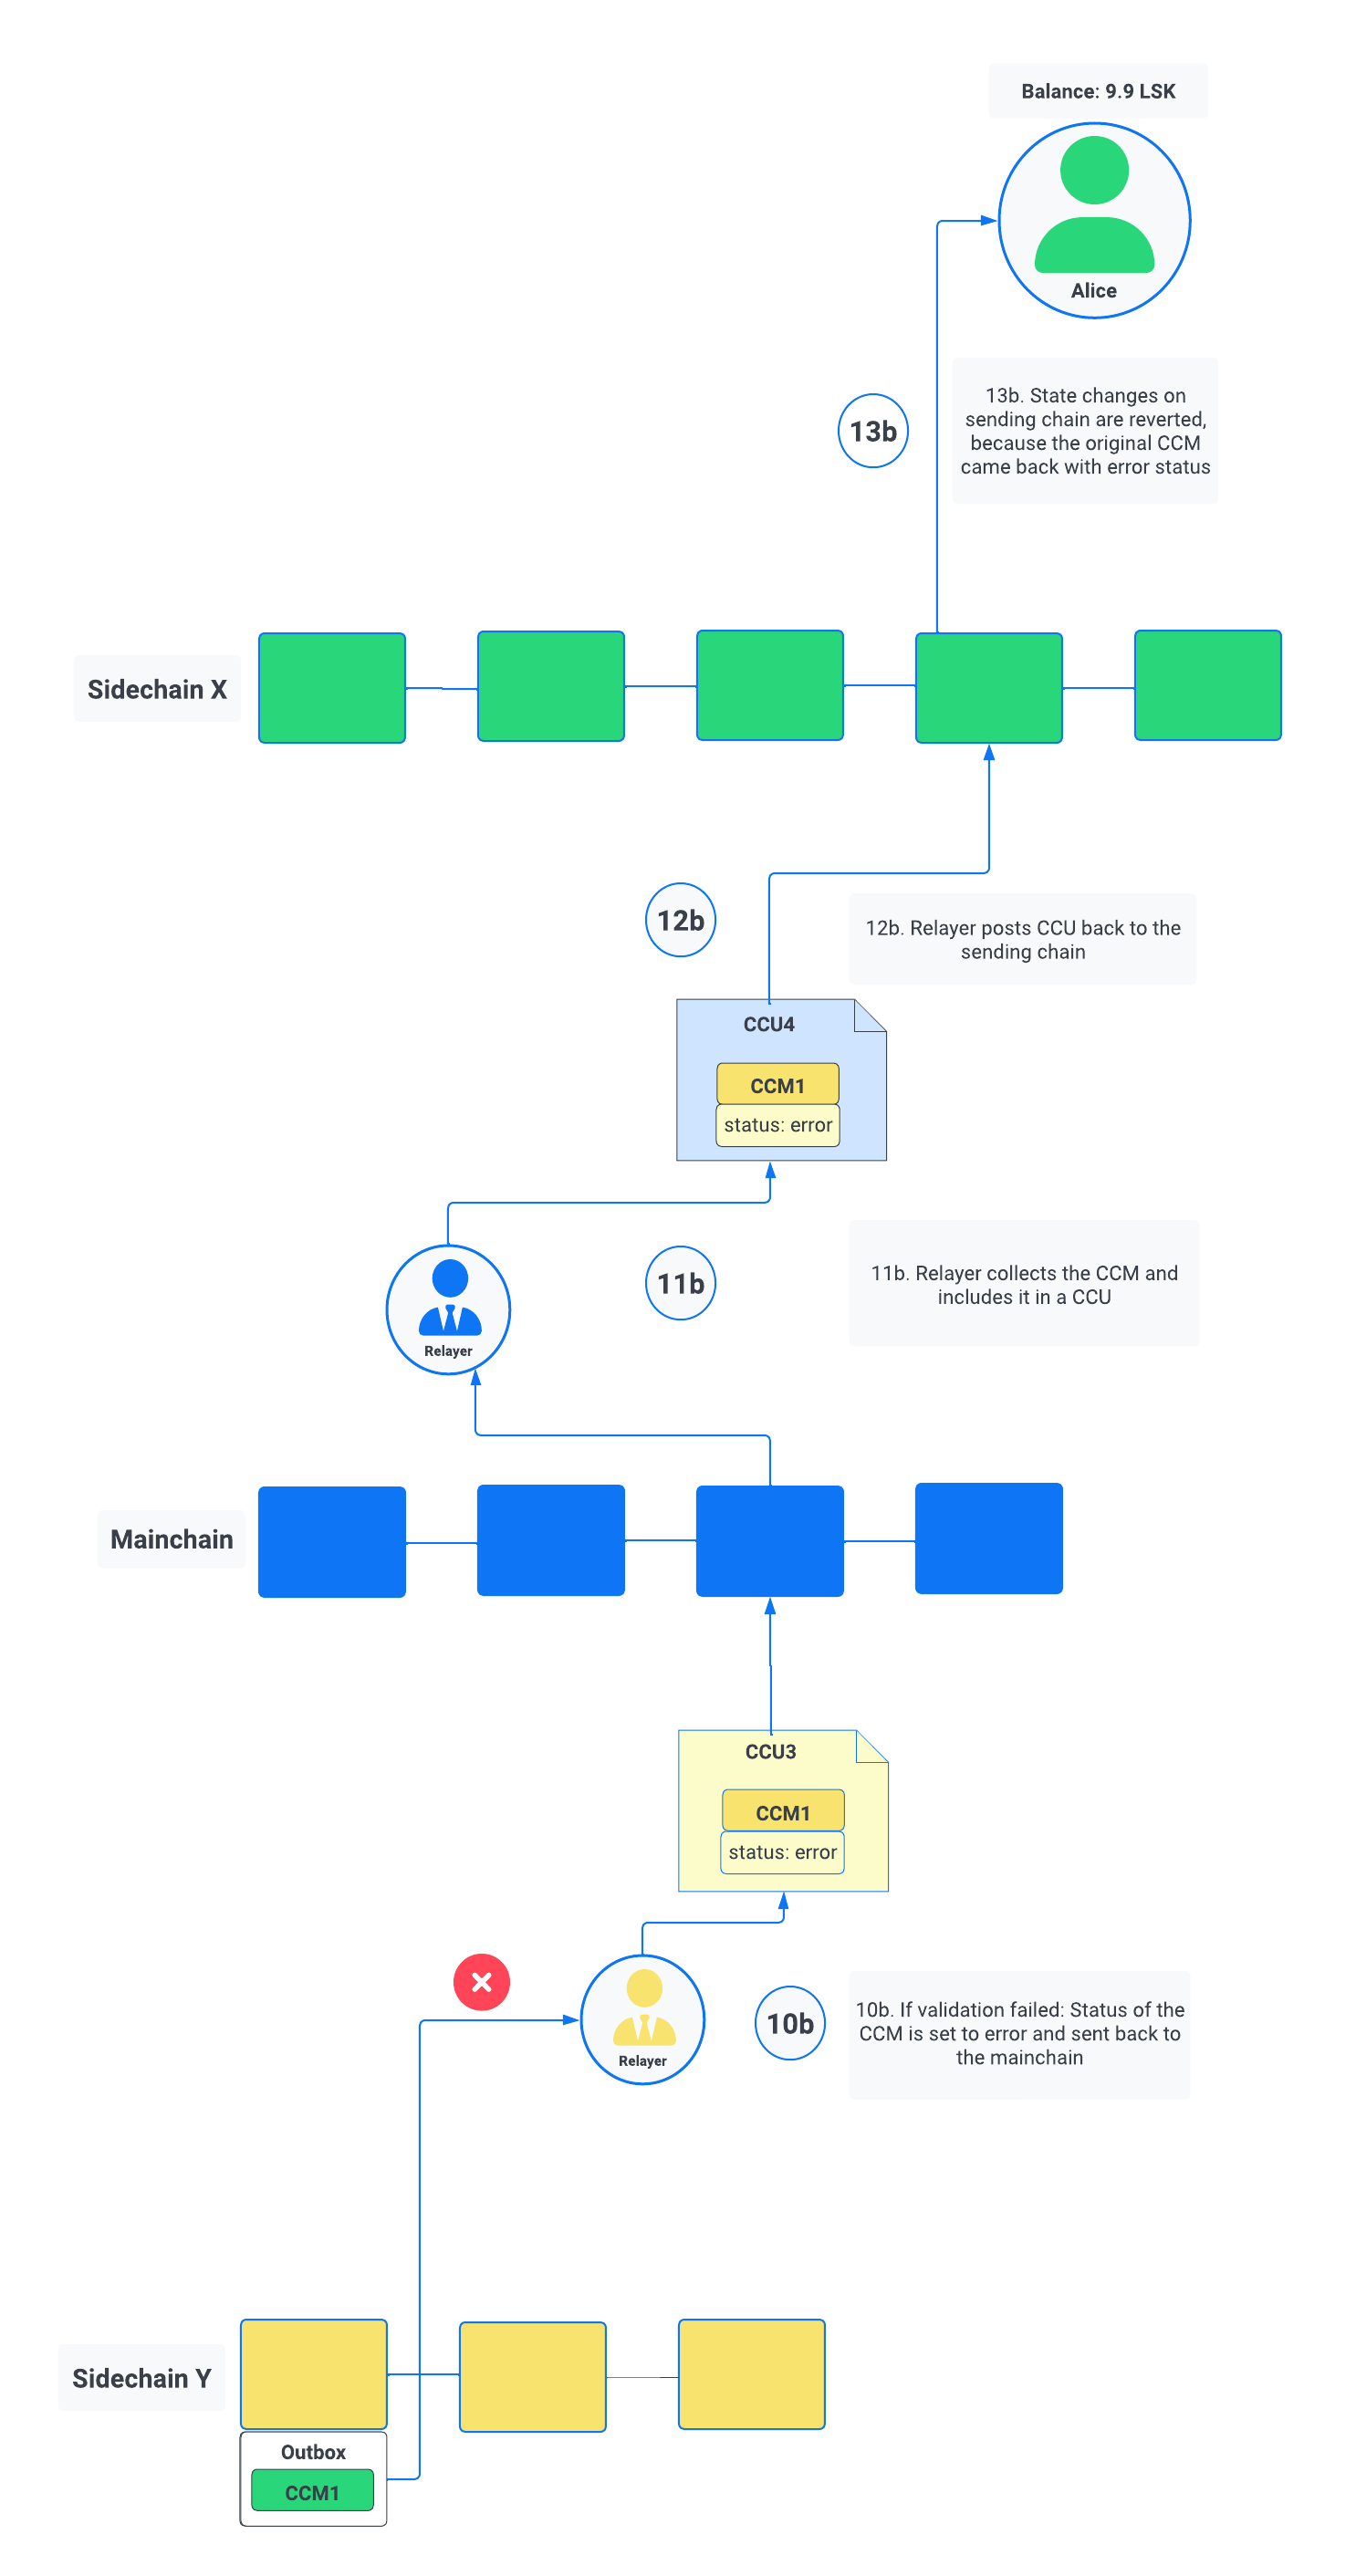 Balance: 9.9 LSK
Alice
13b
13b. State changes on
sending chain are reverted,
because the original CCM
came back with error status
Sidechain X
12b
12b. Relayer posts CCU back to the
sending chain
CCU4
CCM1
status: error
Relayer
11b
11b. Relayer collects the CCM and
includes it in a CCU
Mainchain
CCU3
CCM1
status: error
Relayer
10b
10b. If validation failed: Status of the
CCM is set to error and sent back to
the mainchain
Sidechain Y
Outbox
CCM1